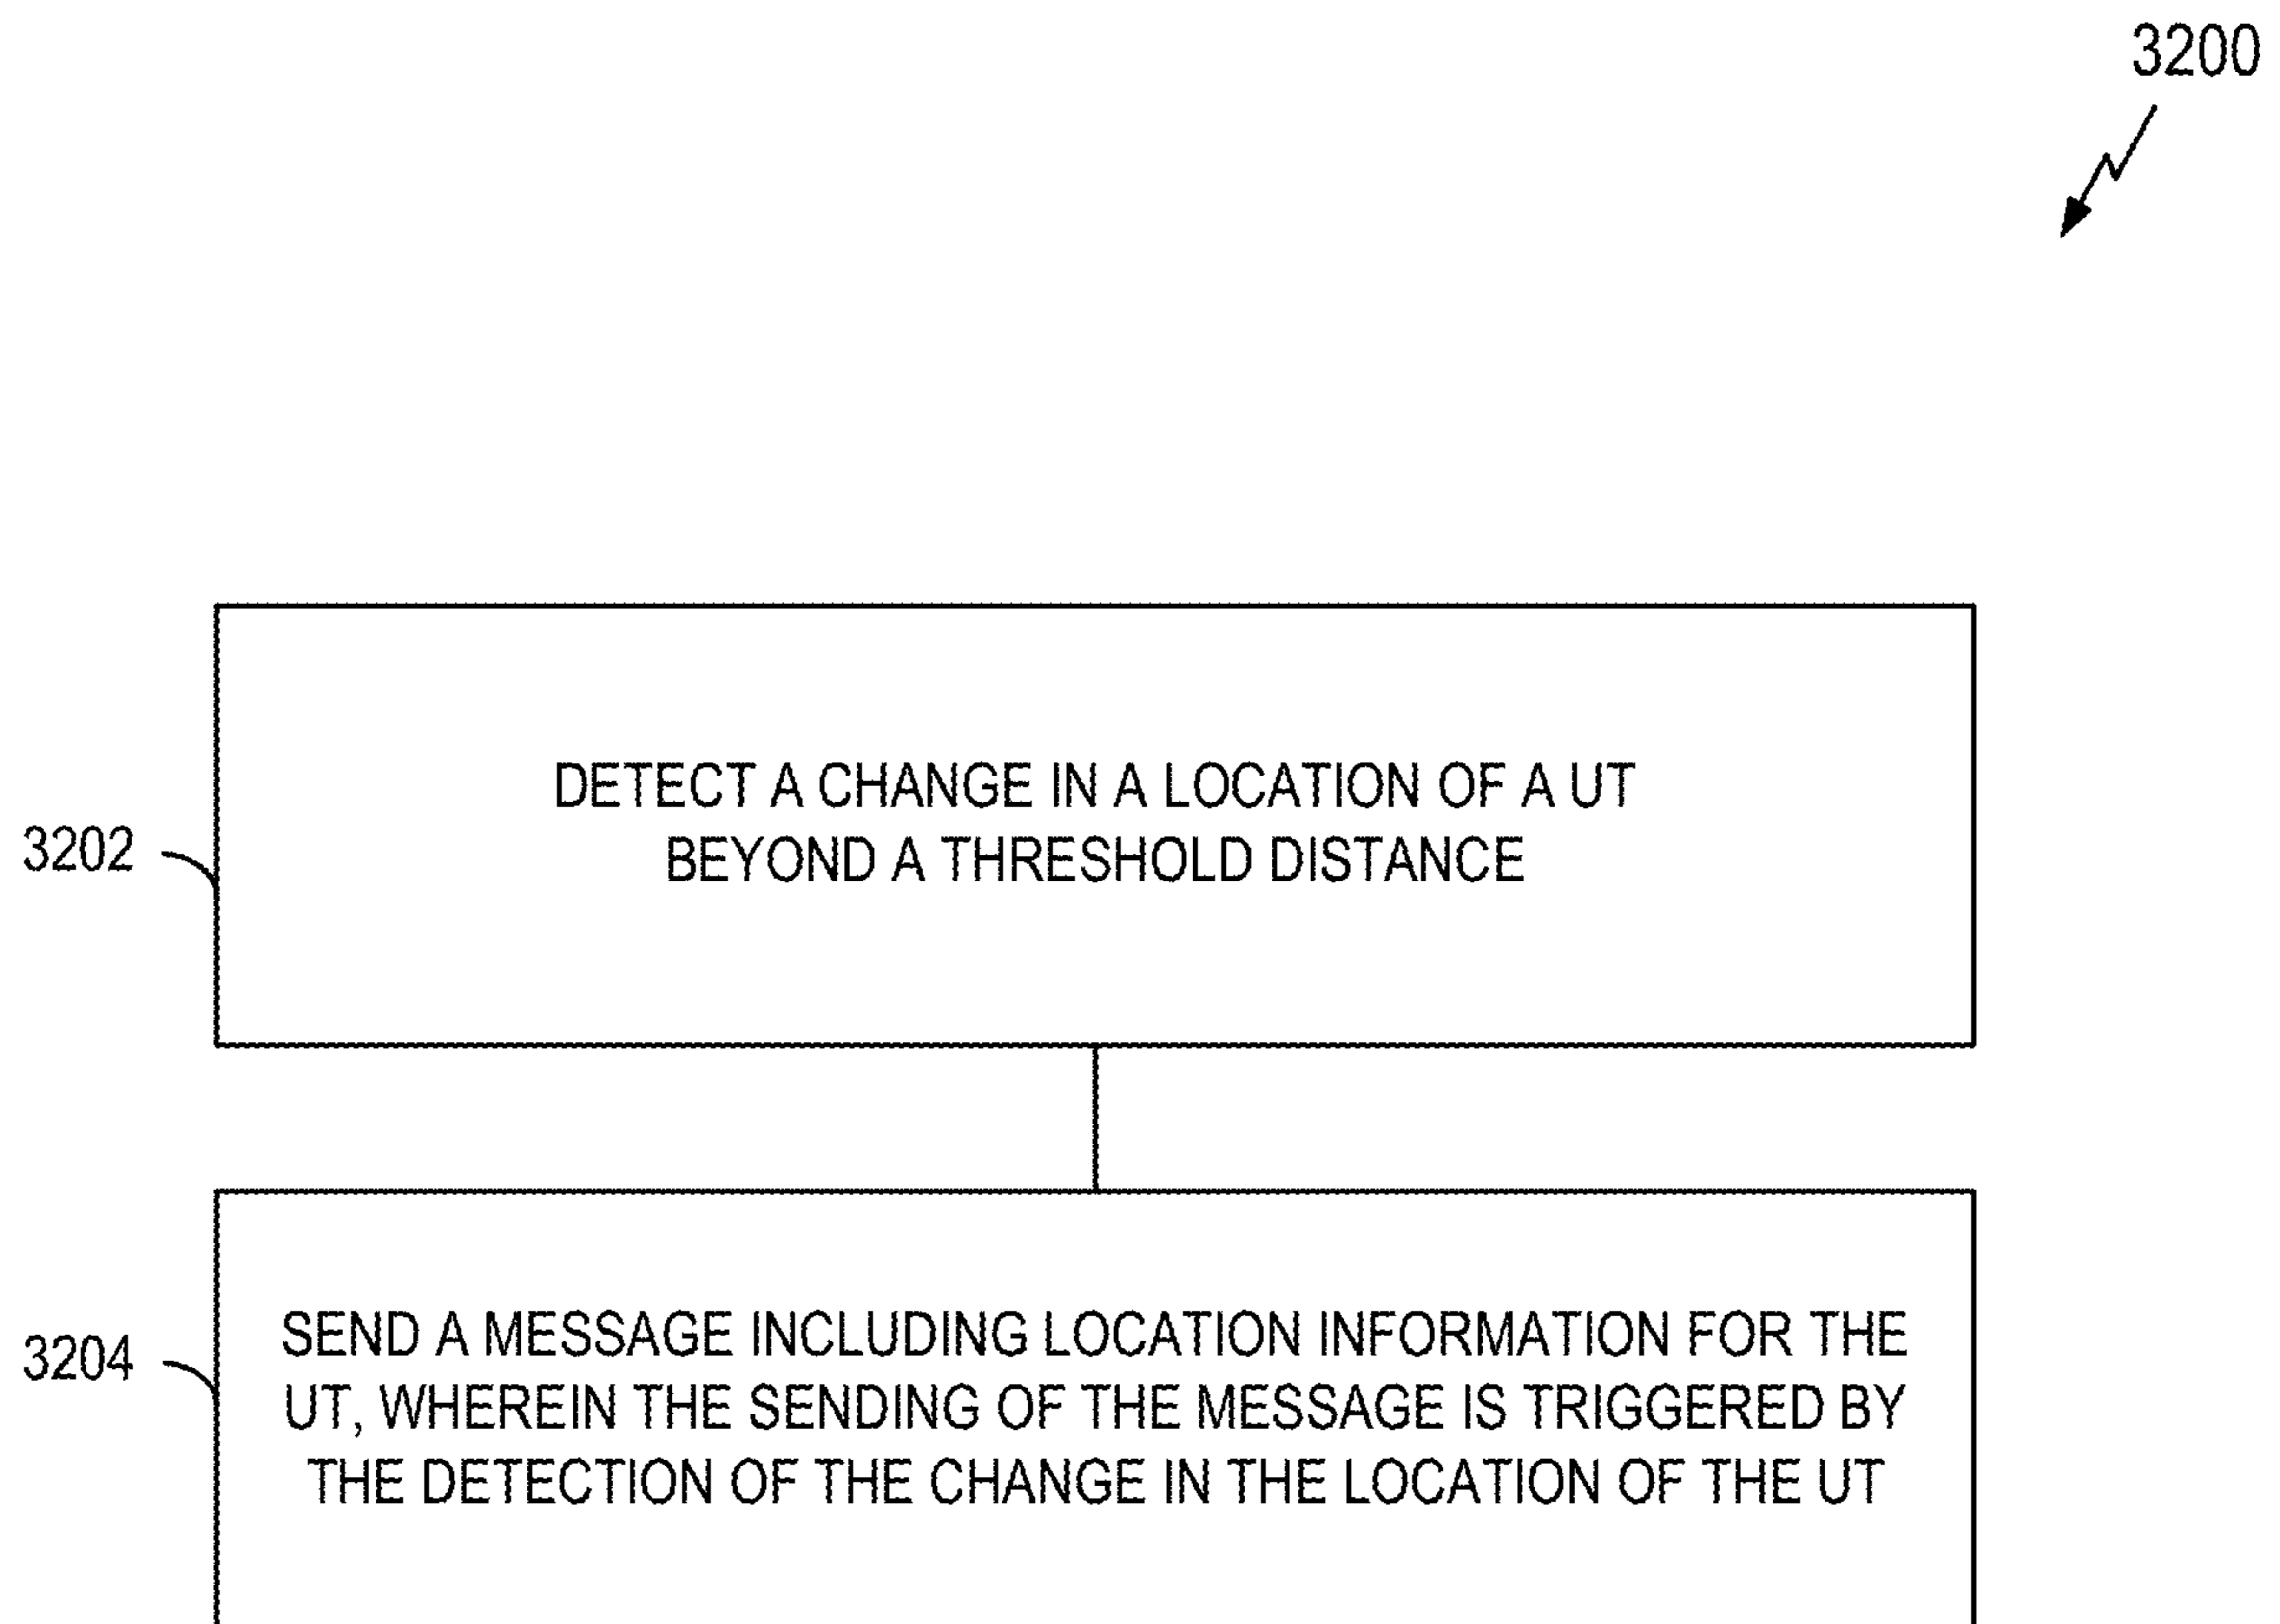 3200
DETECT A CHANGE IN A LOCATION OF A UT
BEYOND A THRESHOLD DISTANCE
3202
SEND A MESSAGE INCLUDING LOCATION INFORMATION FOR THE
UT, WHEREIN THE SENDING OF THE MESSAGE IS TRIGGERED BY
THE DETECTION OF THE CHANGE IN THE LOCATION OF THE UT
3204